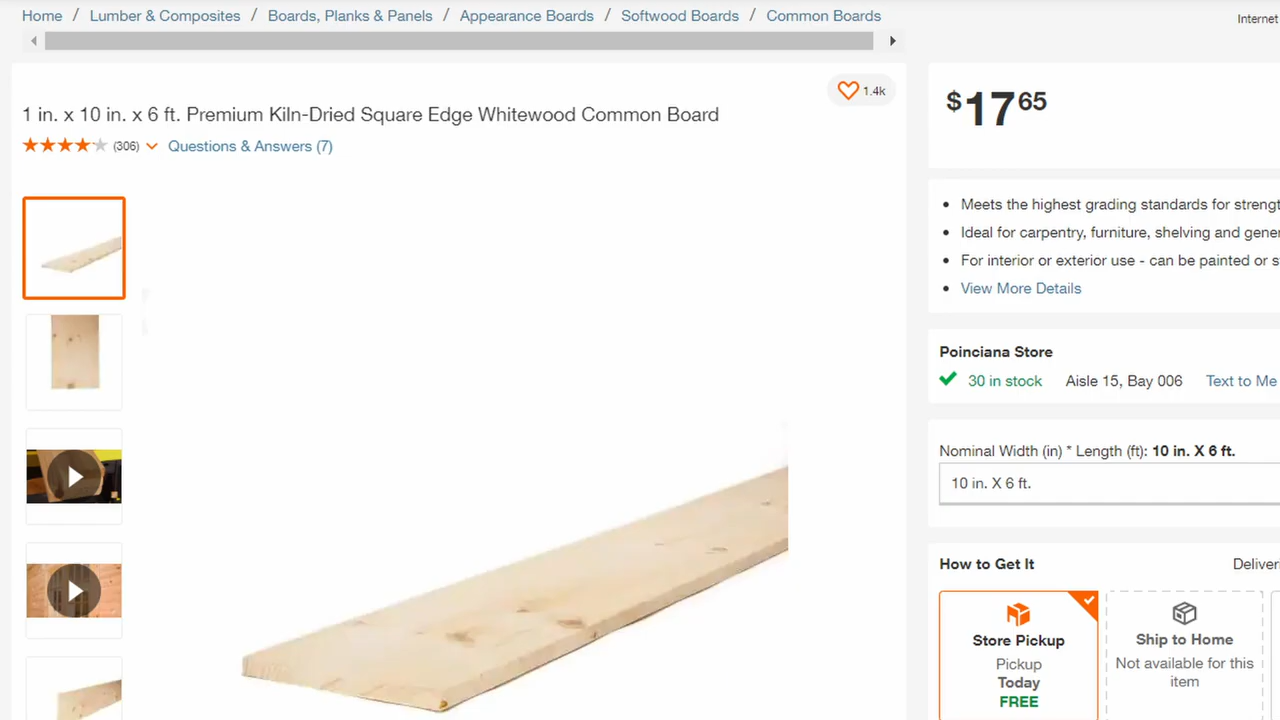 Home / Lumber & Composites / Boards, Planks & Panels / Appearance Boards / Softwood Boards / Common Boards
Internet
1.4k
1 in. x 10 in. x 6 ft. Premium Kiln-Dried Square Edge Whitewood Common Board
(306) Questions & Answers (7)
$17 65
Meets the highest grading standards for
Ideal for carpentry, furniture, shelving and
For interior or exterior use - can be painted or
View More Details
Poinciana Store
30 in stock Aisle 15, Bay 006 Text to Me
Nominal Width (in) * Length (ft): 10 in. X 6 ft.
10 in. X 6 ft.
How to Get It
Store Pickup
Pickup
Today
FREE
Ship to Home
Not available for this
item